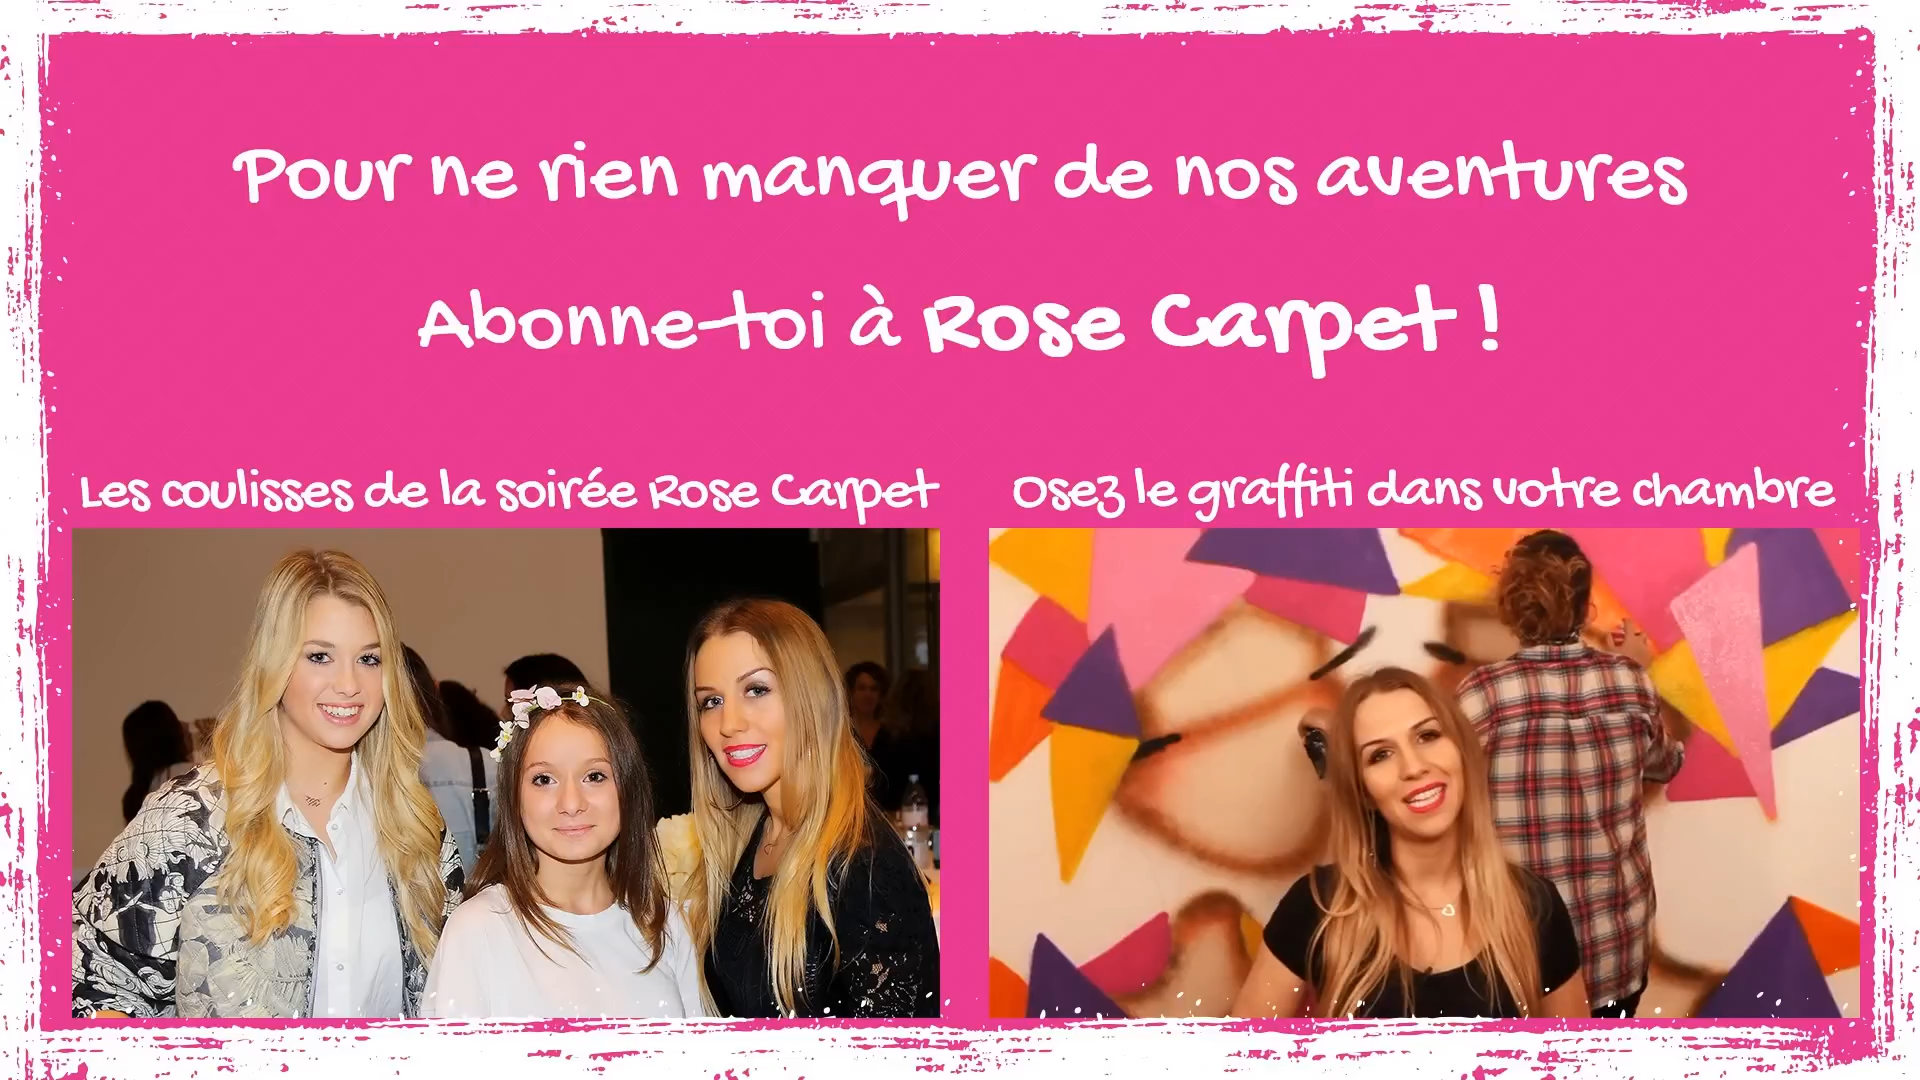 Pour ne rien manquer de nos aventures
Abonne-toi à Rose Carpet !
Les coulisses de la soirée Rose Carpet
Osez le graffiti dans votre chambre